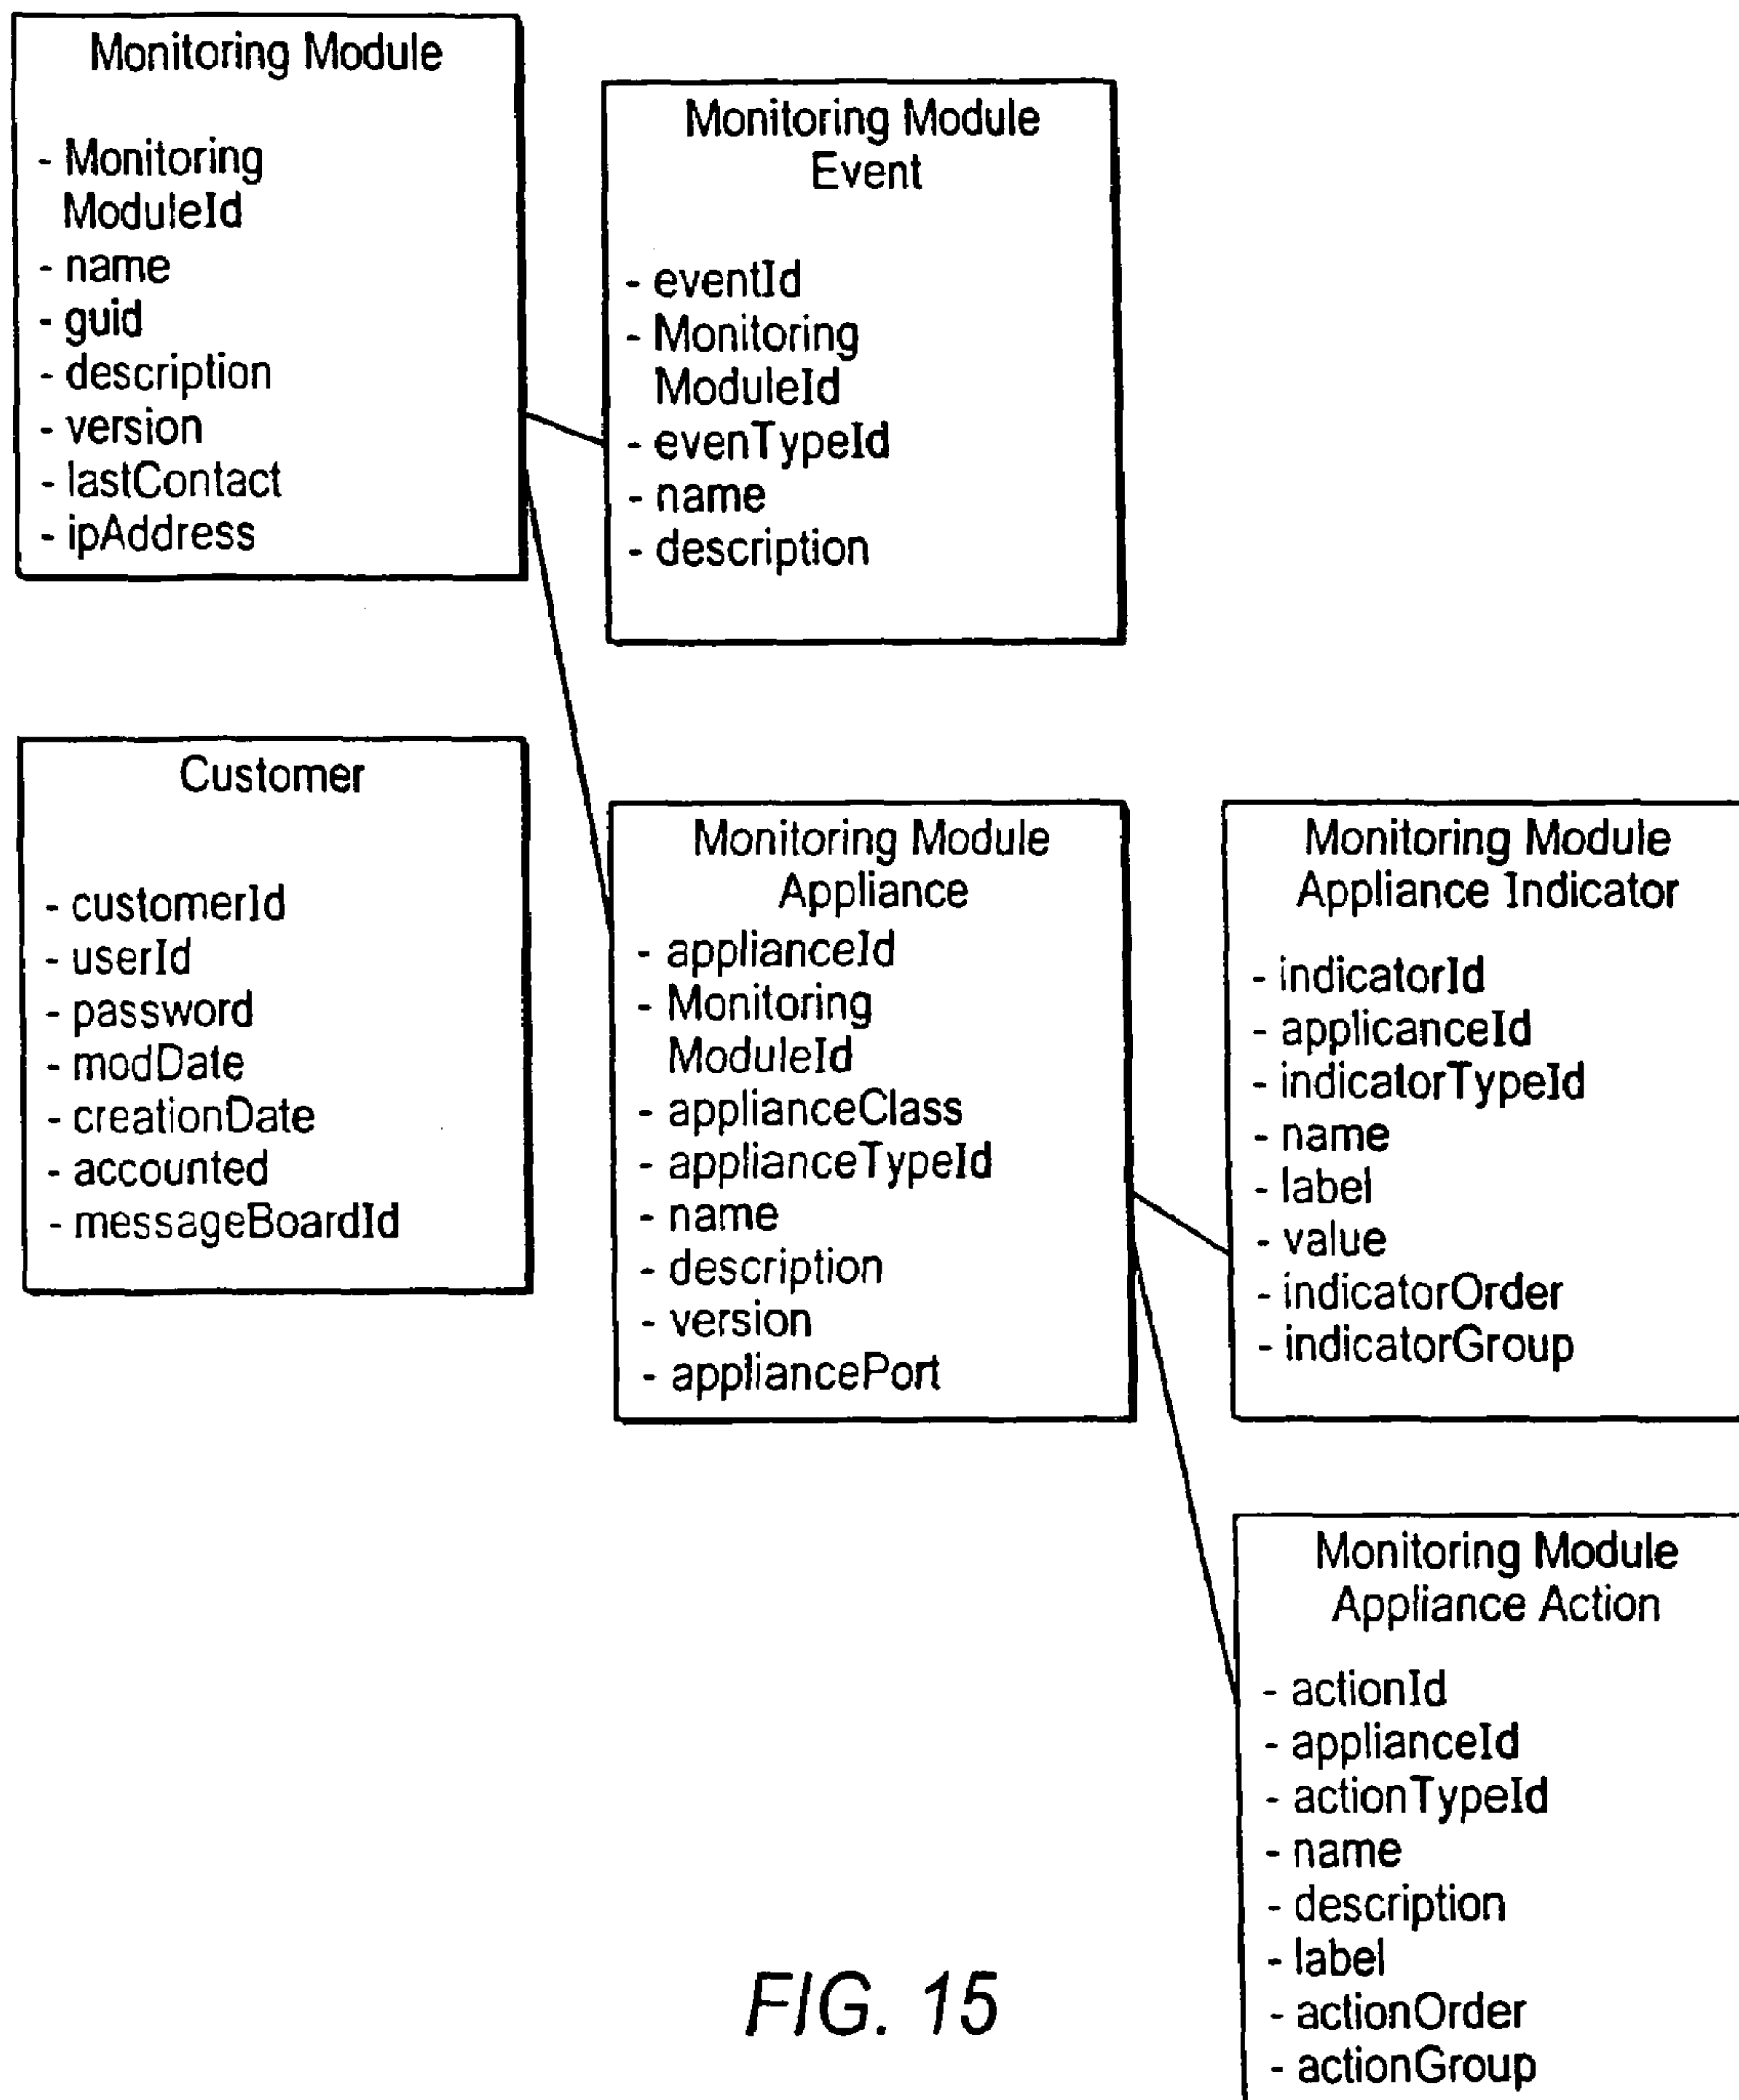 Monitoring Module
- Monitoring
ModuleId
- name
- guid
- description
- version
- lastContact
- ipAddress
Monitoring Module
Event
- eventId
- Monitoring
ModuleId
- evenTypeId
- name
- description
Customer
- customerId
- userId
- password
- modDate
- creationDate
- accounted
- messageBoardId
Monitoring Module
Appliance
- applianceId
- Monitoring
ModuleId
- applianceClass
- applianceTypeId
- name
- description
- version
- appliancePort
Monitoring Module
Appliance Indicator
- indicatorId
- applicanceId
- indicatorTypeId
- name
- label
- value
- indicatorOrder
- indicatorGroup
Monitoring Module
Appliance Action
- actionId
- applianceId
- actionTypeId
- name
- description
- label
- actionOrder
- actionGroup
FIG. 15